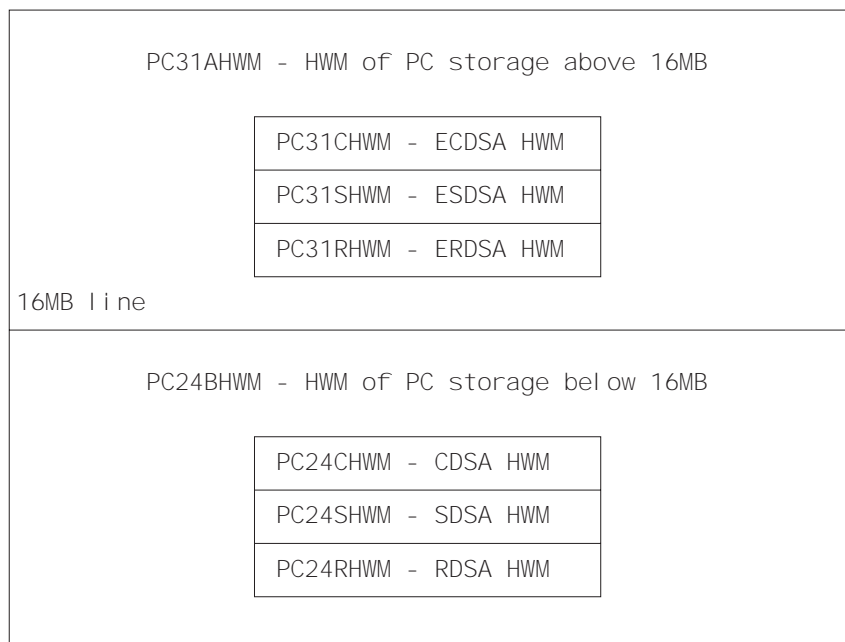 PC31AHWM - HWM of PC storage above 16MB
PC31CHWM - ECDSA HWM
PC31SHWM - ESDSA HWM
PC31RHWM - ERDSA HWM
16MB line
PC24BHWM - HWM of PC storage below 16MB
PC24CHWM - CDSA HWM
PC24SHWM - SDSA HWM
PC24RHWM - RDSA HWM